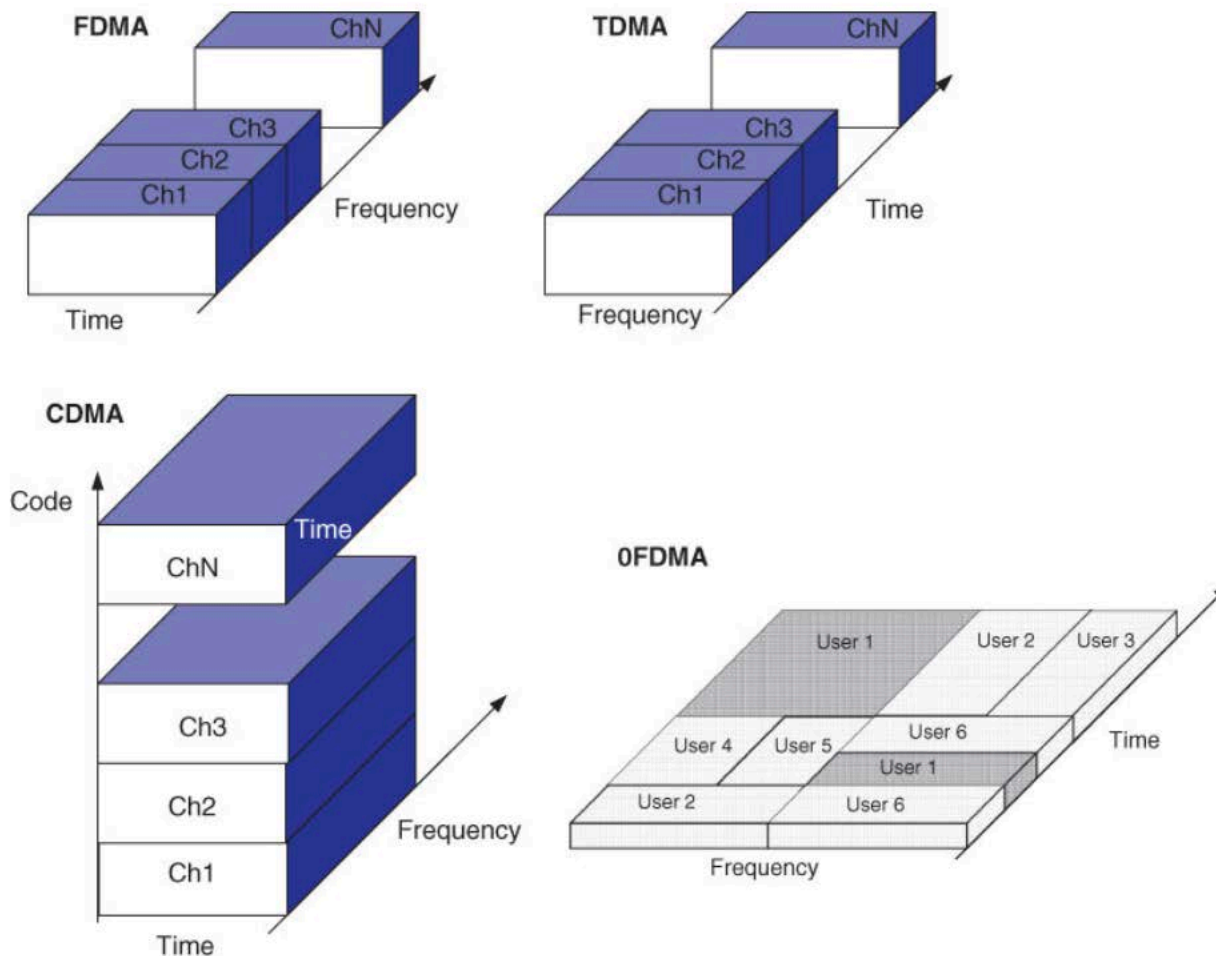 FDMA
ChN
Ch3
Ch2
Ch1
Frequency
Time
TDMA
ChN
Ch3
Ch2
Ch1
Time
Frequency
CDMA
Code
Time
ChN
Ch3
Ch2
Ch1
Frequency
Time
0FDMA
User 1
User 2
User 3
User 4
User 5
User 6
User 1
User 2
User 6
Time
Frequency